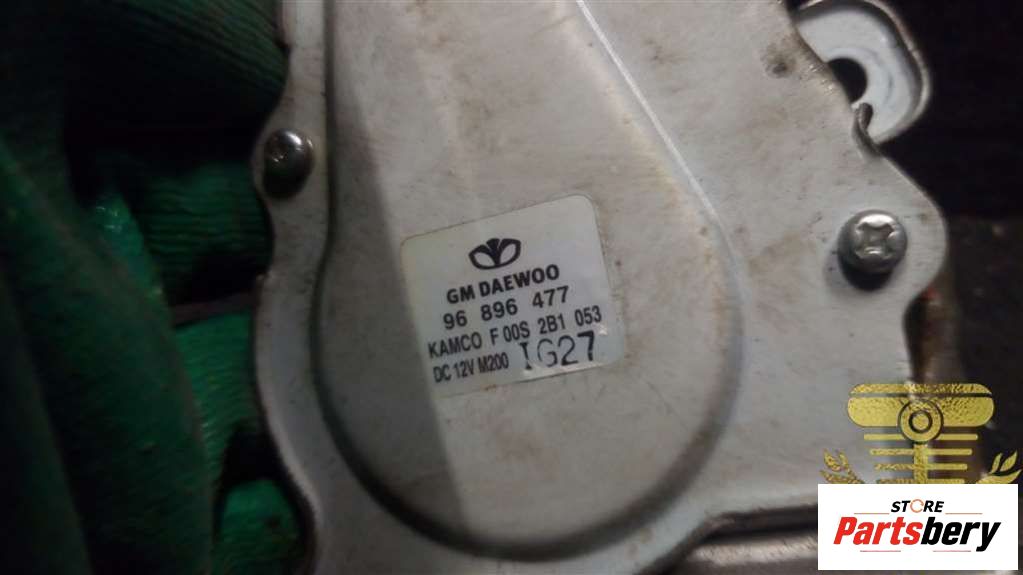 GM DAEWOO
96 896 477
KAMCO F 00S 2B1 053
DC 12V M200 IG27
STORE
Partsbery